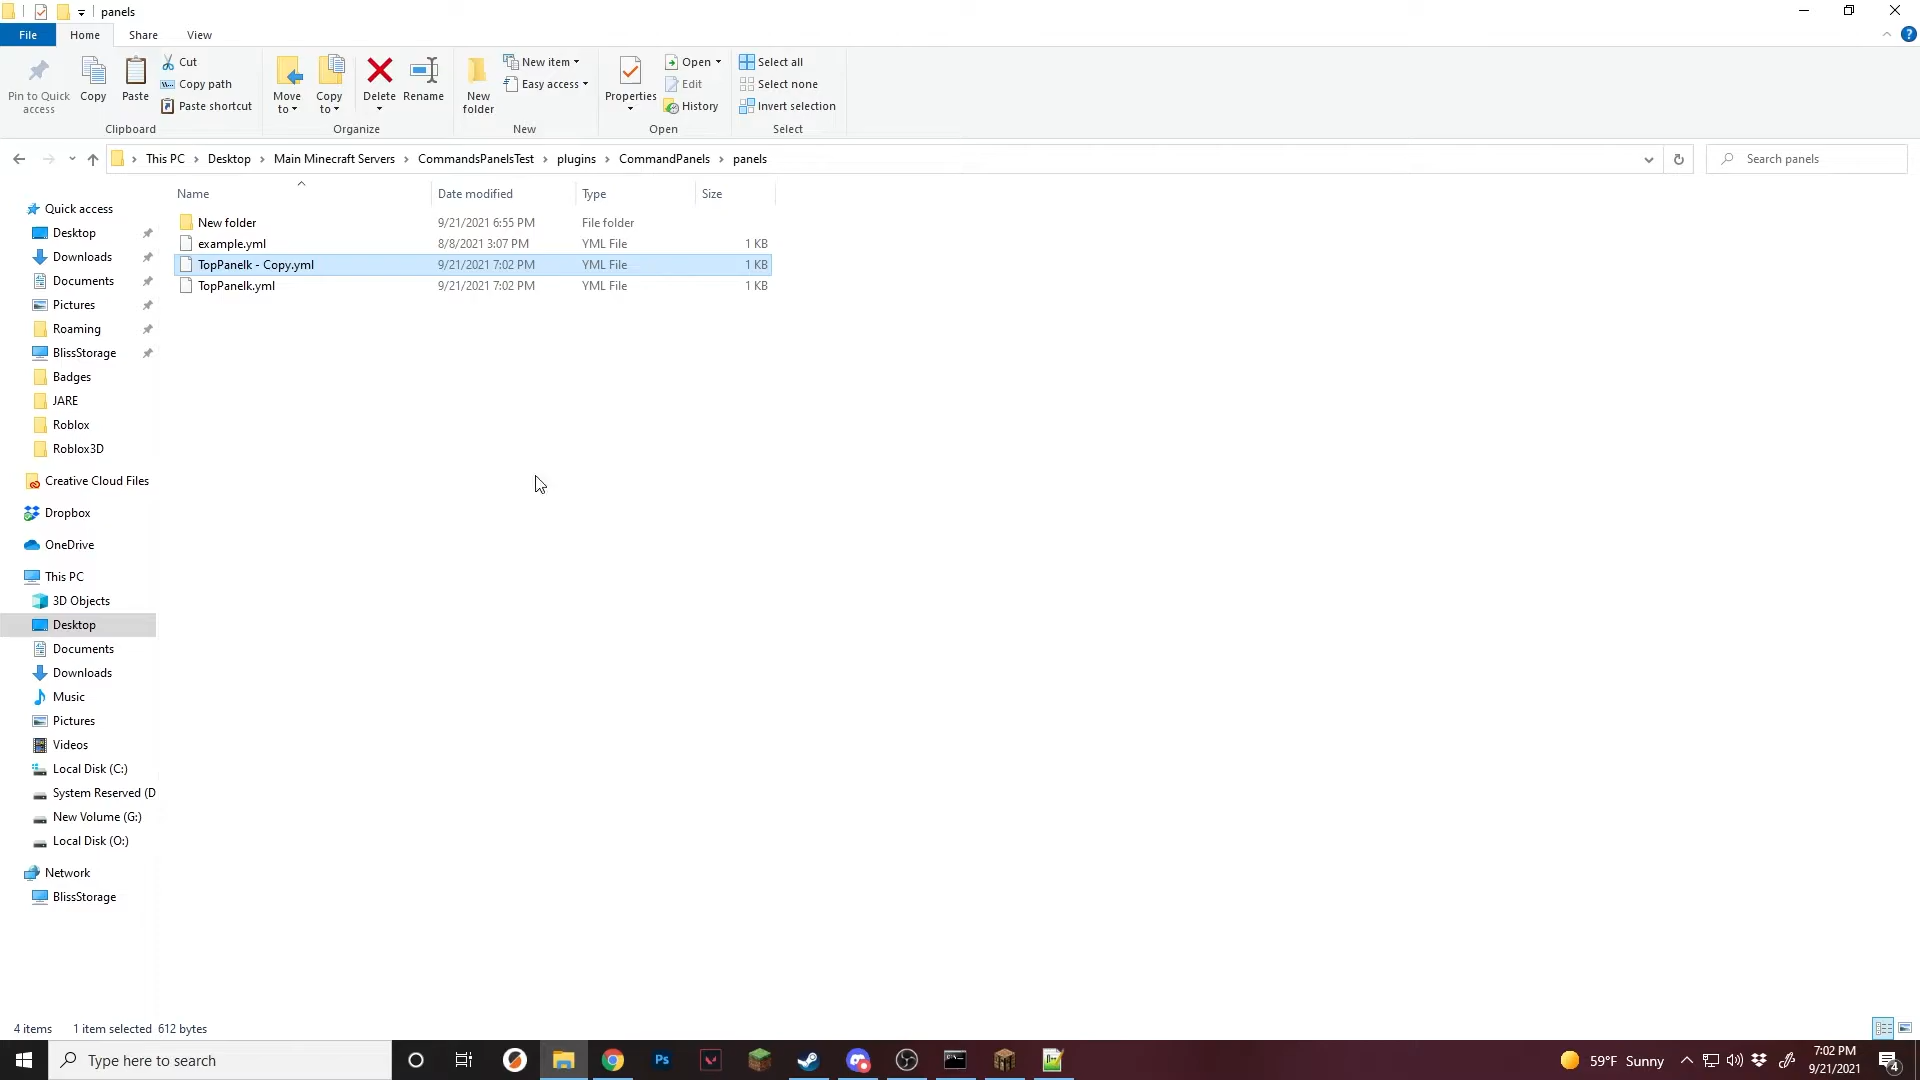 panels
File Home Share View
Pin to Quick access
Copy
Paste
Cut
Copy path
Paste shortcut
Clipboard
Move to
Copy to
Delete
Rename
Organize
New folder
New item
Easy access
New
Properties
Open
Edit
History
Open
Select all
Select none
Invert selection
Select
This PC Desktop Main Minecraft Servers CommandsPanelsTest plugins CommandPanels panels
Search panels
Name Date modified Type Size
New folder 9/21/2021 6:55 PM File folder
example.yml 8/8/2021 3:07 PM YML File 1 KB
TopPanelk - Copy.yml 9/21/2021 7:02 PM YML File 1 KB
TopPanelk.yml 9/21/2021 7:02 PM YML File 1 KB
Quick access
Desktop
Downloads
Documents
Pictures
Roaming
BlissStorage
Badges
JARE
Roblox
Roblox3D
Creative Cloud Files
Dropbox
OneDrive
This PC
3D Objects
Desktop
Documents
Downloads
Music
Pictures
Videos
Local Disk (C:)
System Reserved (D
New Volume (G:)
Local Disk (O:)
Network
BlissStorage
4 items 1 item selected 612 bytes
Type here to search
Ps
59°F Sunny
7:02 PM
9/21/2021
4